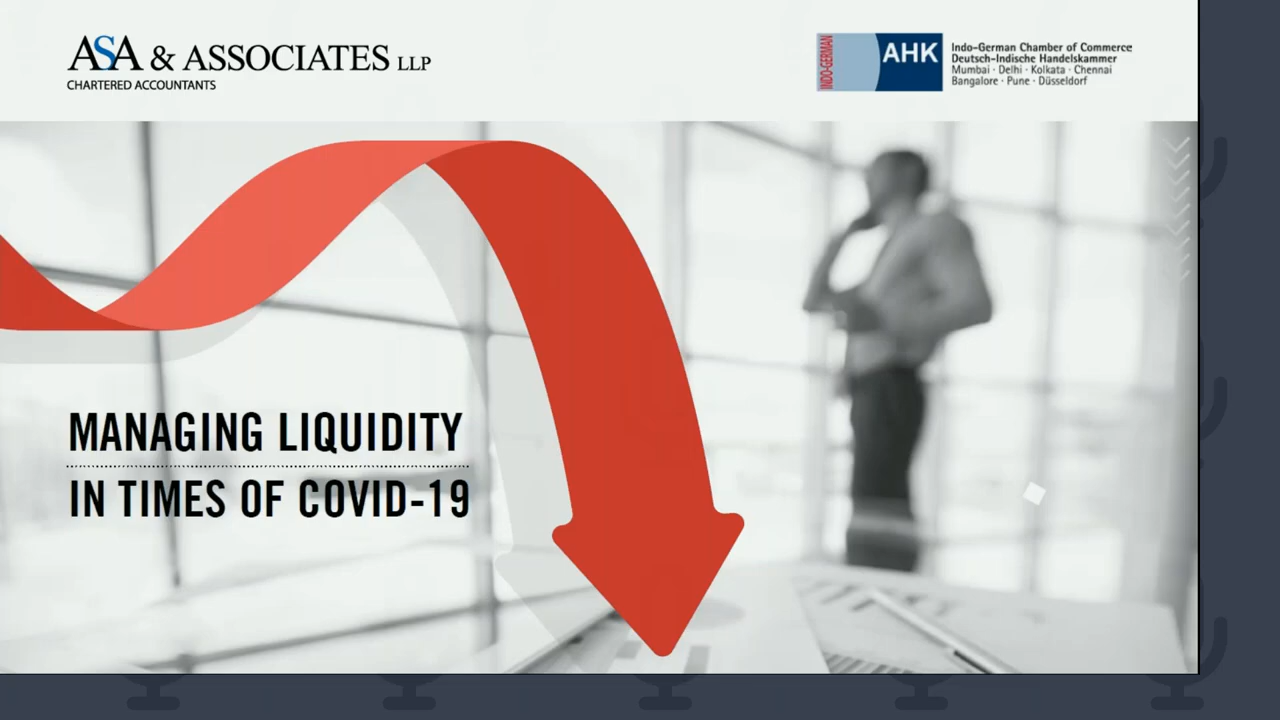 ASA & ASSOCIATES LLP
CHARTERED ACCOUNTANTS
INDO-GERMAN
AHK
Indo-German Chamber of Commerce
Deutsch-Indische Handelskammer
Mumbai · Delhi · Kolkata · Chennai
Bangalore · Pune · Düsseldorf
MANAGING LIQUIDITY
IN TIMES OF COVID-19